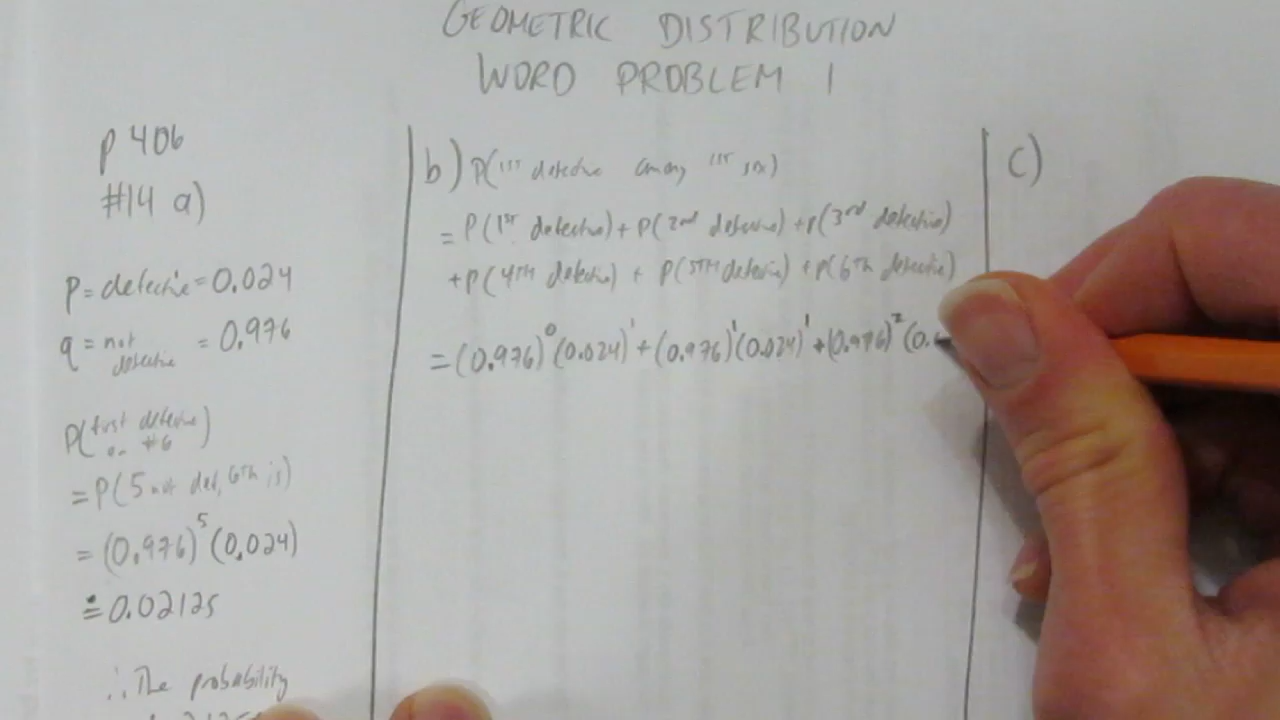 GEOMETRIC DISTRIBUTION
WORD PROBLEM 1
p 406
#14 a)
p = defective = 0.024
q = not defective = 0.976
P(first defective on #6)
= P(5 not def, 6TH is)
= (0.976)^5 (0.024)
≐ 0.02125
∴ The probability
b) P(1ST defective among 1ST six)
= P(1st defective) + P(2nd defective) + P(3rd defective)
+ P(4TH defective) + P(5TH defective) + P(6Th defective)
= (0.976)^0 (0.024)^1 + (0.976)^1 (0.024)^1 + (0.976)^2 (0.
c)